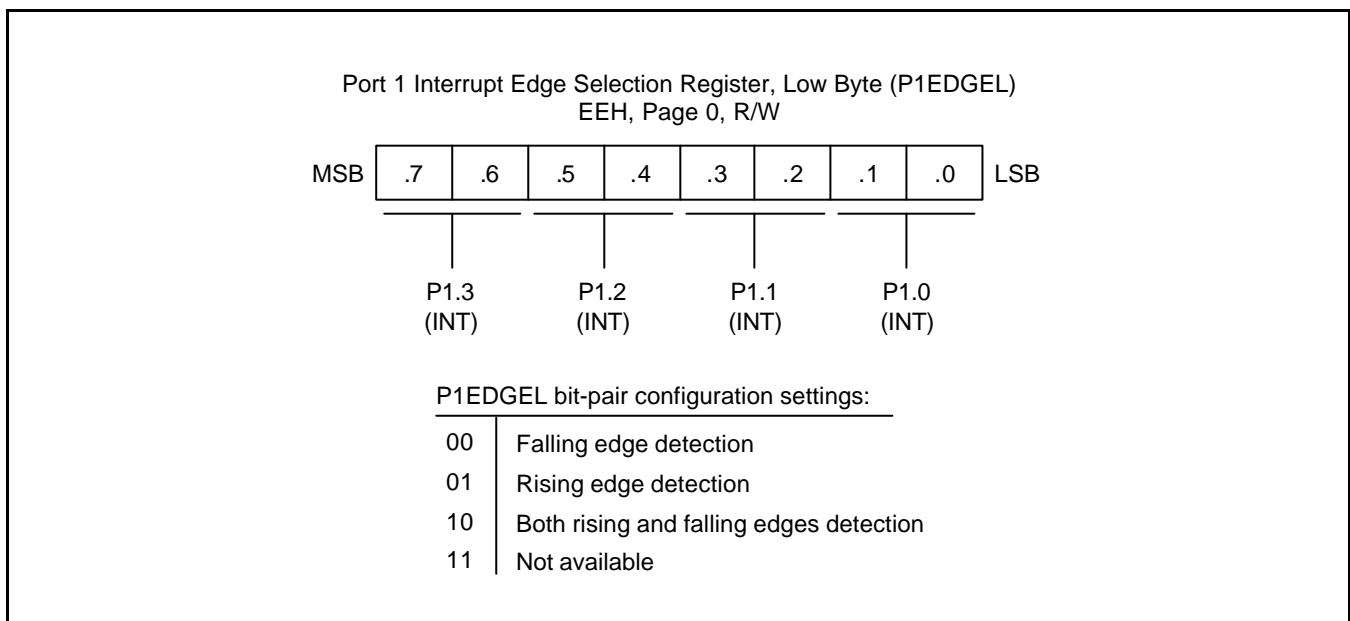 Port 1 Interrupt Edge Selection Register, Low Byte (P1EDGEL)
EEH, Page 0, R/W
MSB .7 .6 .5 .4 .3 .2 .1 .0 LSB
P1.3 P1.2 P1.1 P1.0
(INT) (INT) (INT) (INT)
P1EDGEL bit-pair configuration settings:
00 Falling edge detection
01 Rising edge detection
10 Both rising and falling edges detection
11 Not available